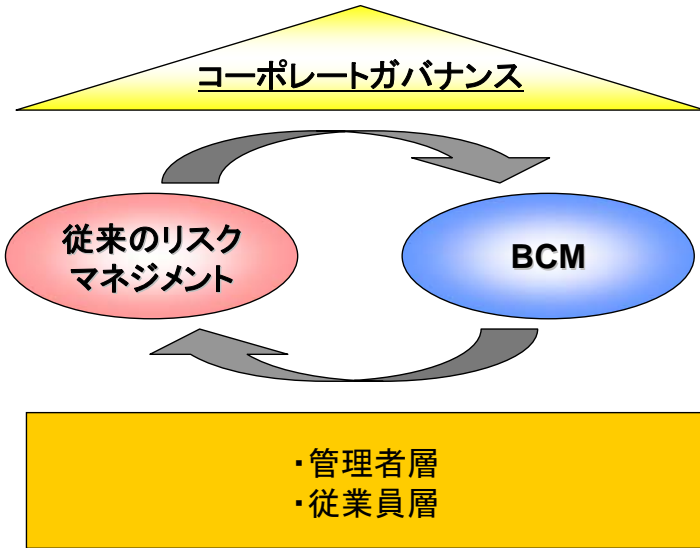 コーポレートガバナンス
従来のリスク
マネジメント
BCM
・管理者層
・従業員層